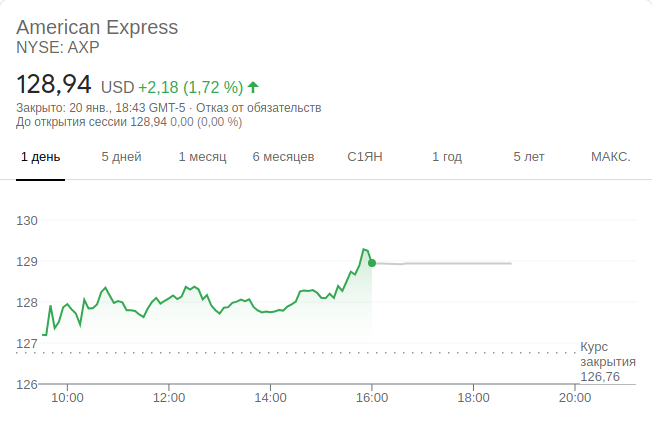 American Express
NYSE: AXP
128,94 USD +2,18 (1,72 %)
Закрыто: 20 янв., 18:43 GMT-5 · Отказ от обязательств
До открытия сессии 128,94 0,00 (0,00 %)
1 день 5 дней 1 месяц 6 месяцев С1ЯН 1 год 5 лет МАКС.
130
129
128
127
Курс
закрытия
126,76
126
10:00 12:00 14:00 16:00 18:00 20:00